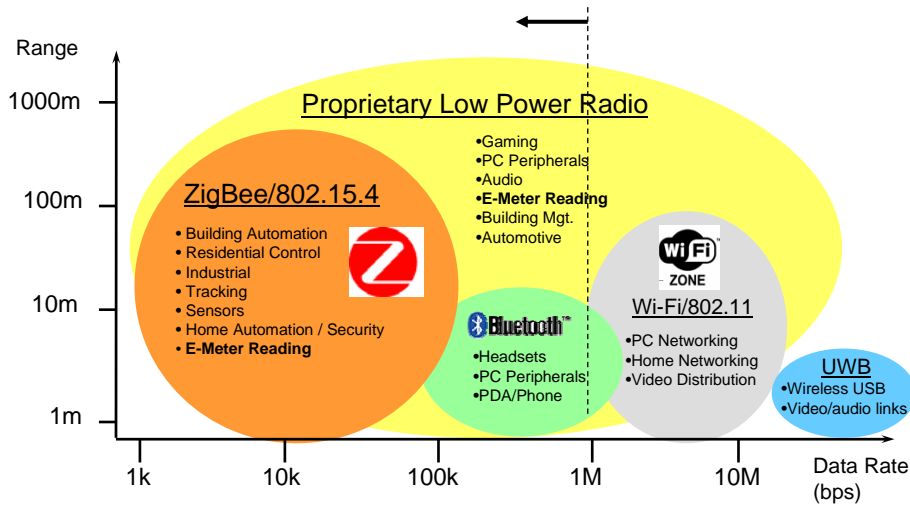 Range
1000m
100m
10m
1m
Proprietary Low Power Radio
•Gaming
•PC Peripherals
•Audio
•E-Meter Reading
•Building Mgt.
•Automotive
ZigBee/802.15.4
• Building Automation
• Residential Control
• Industrial
• Tracking
• Sensors
• Home Automation / Security
• E-Meter Reading
Bluetooth™
•Headsets
•PC Peripherals
•PDA/Phone
Wi Fi™
ZONE
Wi-Fi/802.11
•PC Networking
•Home Networking
•Video Distribution
UWB
•Wireless USB
•Video/audio links
1k
10k
100k
1M
10M
Data Rate
(bps)